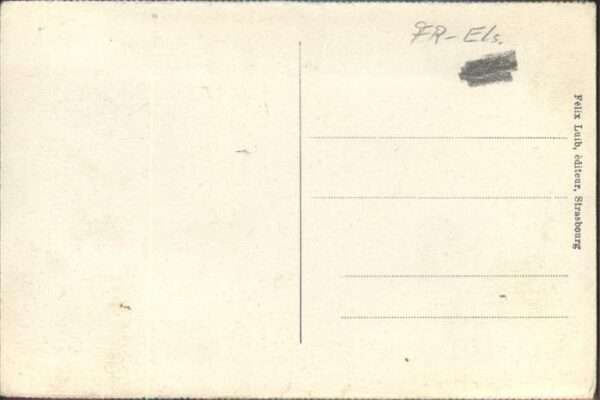 FR-Els.
Felix Luib, éditeur, Strasbourg